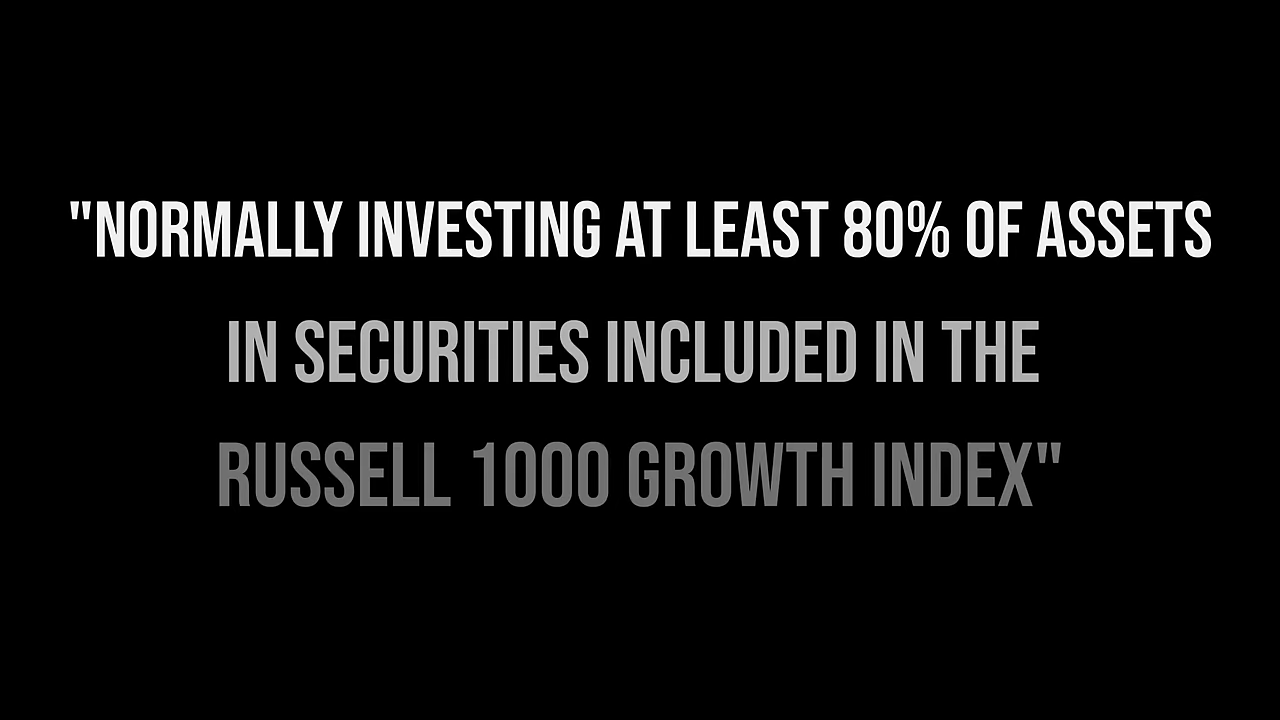 "NORMALLY INVESTING AT LEAST 80% OF ASSETS
IN SECURITIES INCLUDED IN THE
RUSSELL 1000 GROWTH INDEX"